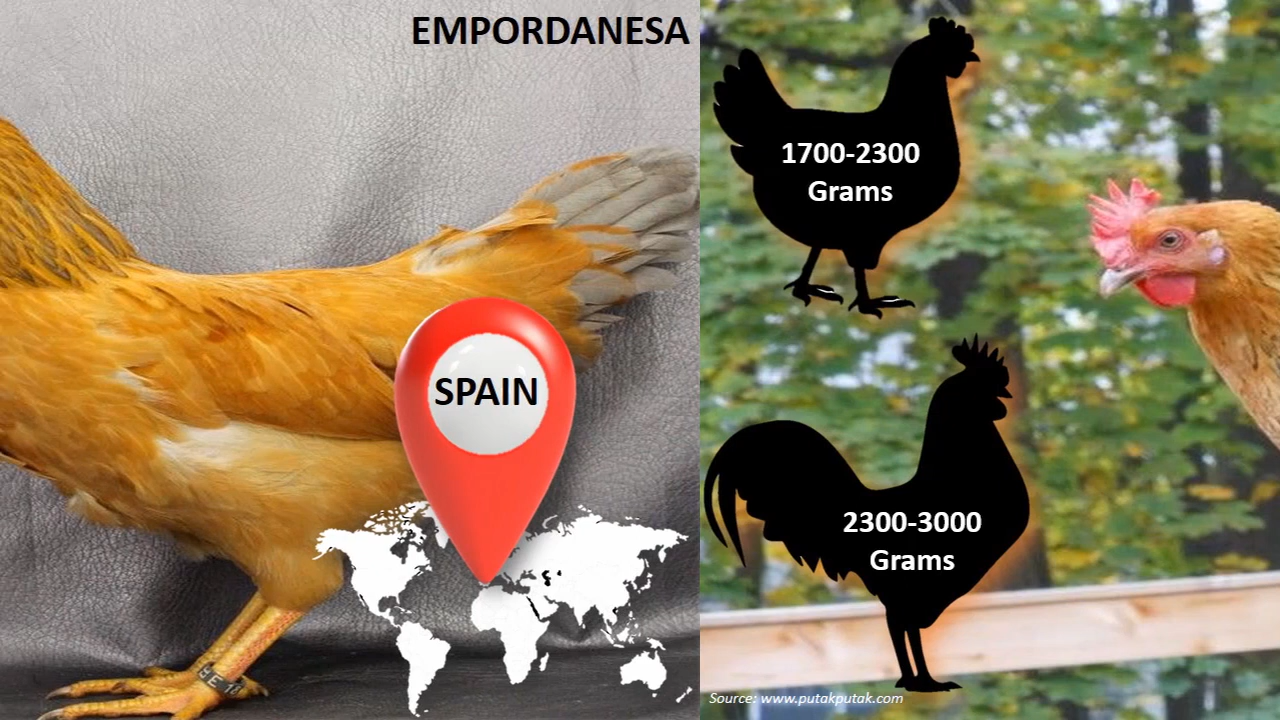 EMPORDANESA
SPAIN
1700-2300
Grams
2300-3000
Grams
Source: www.putakputak.com